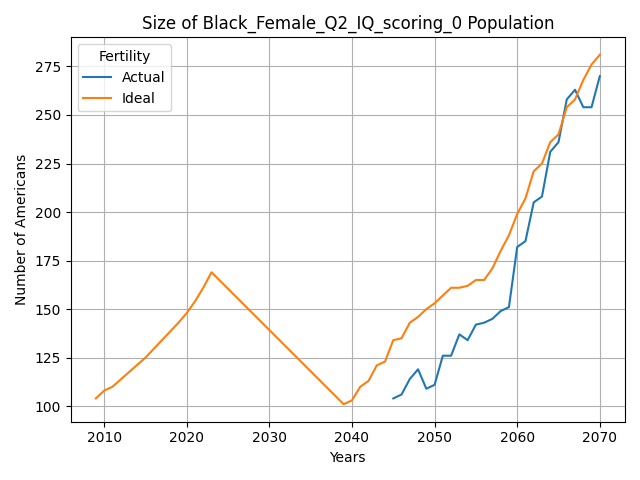 Size of Black_Female_Q2_IQ_scoring_0 Population
Fertility
Actual
Ideal
Number of Americans
275
250
225
200
175
150
125
100
2010 2020 2030 2040 2050 2060 2070
Years